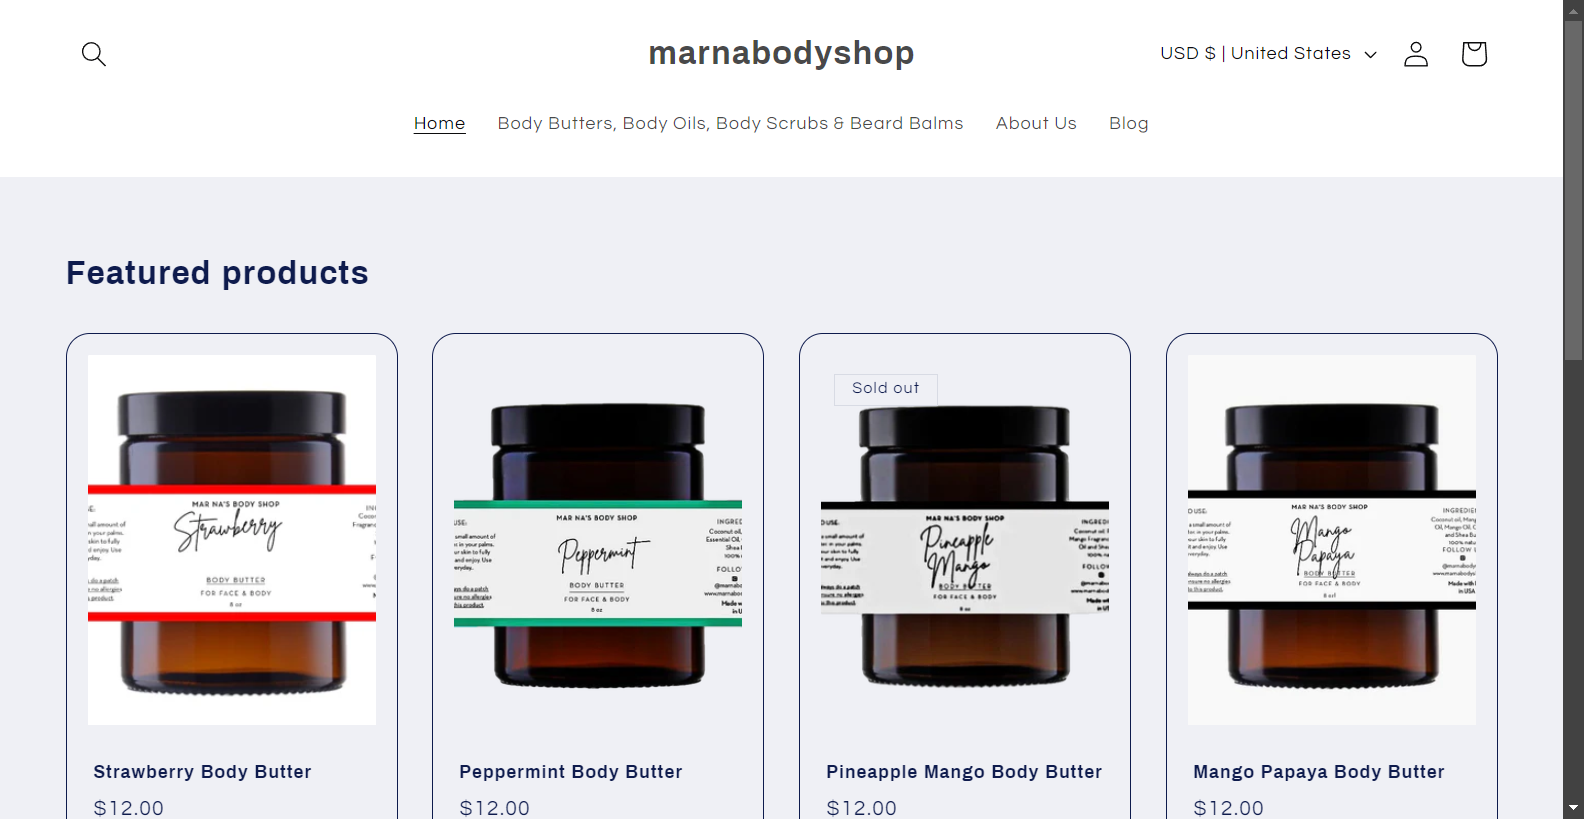 marnabodyshop
USD $ | United States
Home
Body Butters, Body Oils, Body Scrubs & Beard Balms
About Us
Blog
Featured products
MAR NA'S BODY SHOP
Strawberry
BODY BUTTER
FOR FACE & BODY
8 oz
Strawberry Body Butter
$12.00
MAR NA'S BODY SHOP
Peppermint
BODY BUTTER
FOR FACE & BODY
8 oz
Peppermint Body Butter
$12.00
Sold out
MAR NA'S BODY SHOP
Pineapple
Mango
BODY BUTTER
FOR FACE & BODY
8 oz
Pineapple Mango Body Butter
$12.00
MAR NA'S BODY SHOP
Mango
Papaya
BODY BUTTER
FOR FACE & BODY
Mango Papaya Body Butter
$12.00